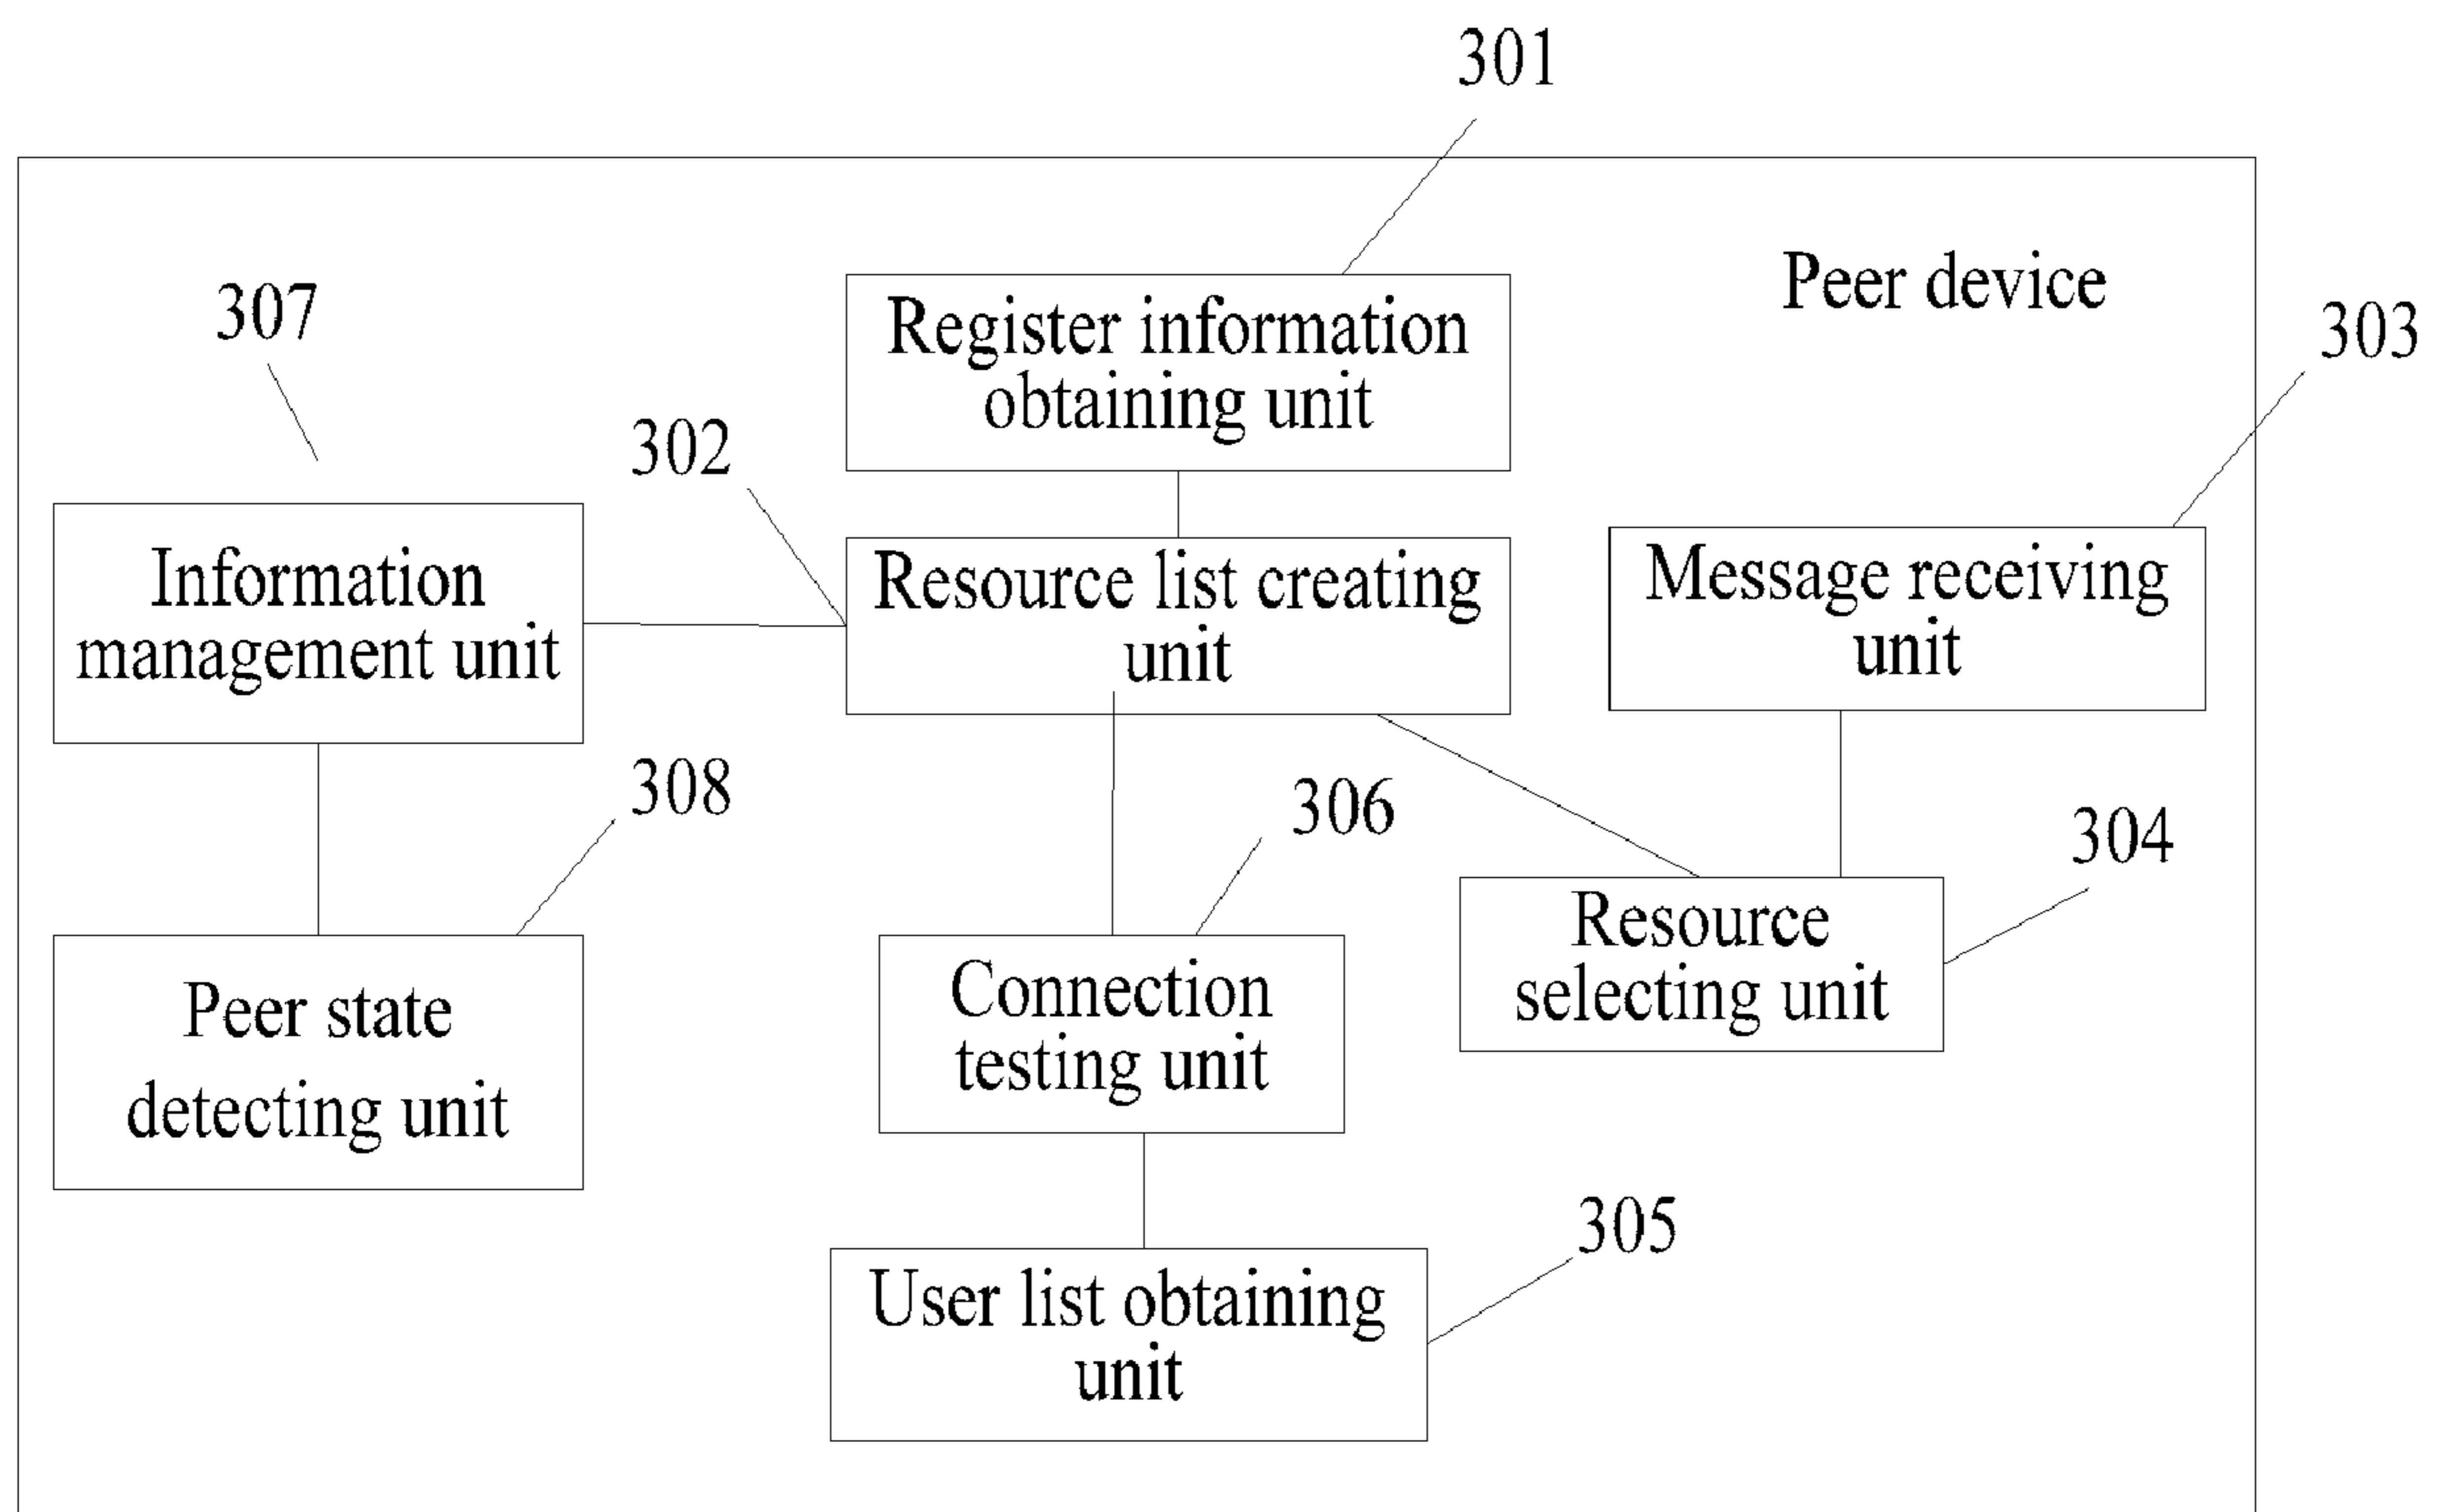 301
Peer device
307
Register information
obtaining unit
303
302
Information
management unit
Resource list creating
unit
Message receiving
unit
308
306
304
Resource
selecting unit
Peer state
detecting unit
Connection
testing unit
305
User list obtaining
unit